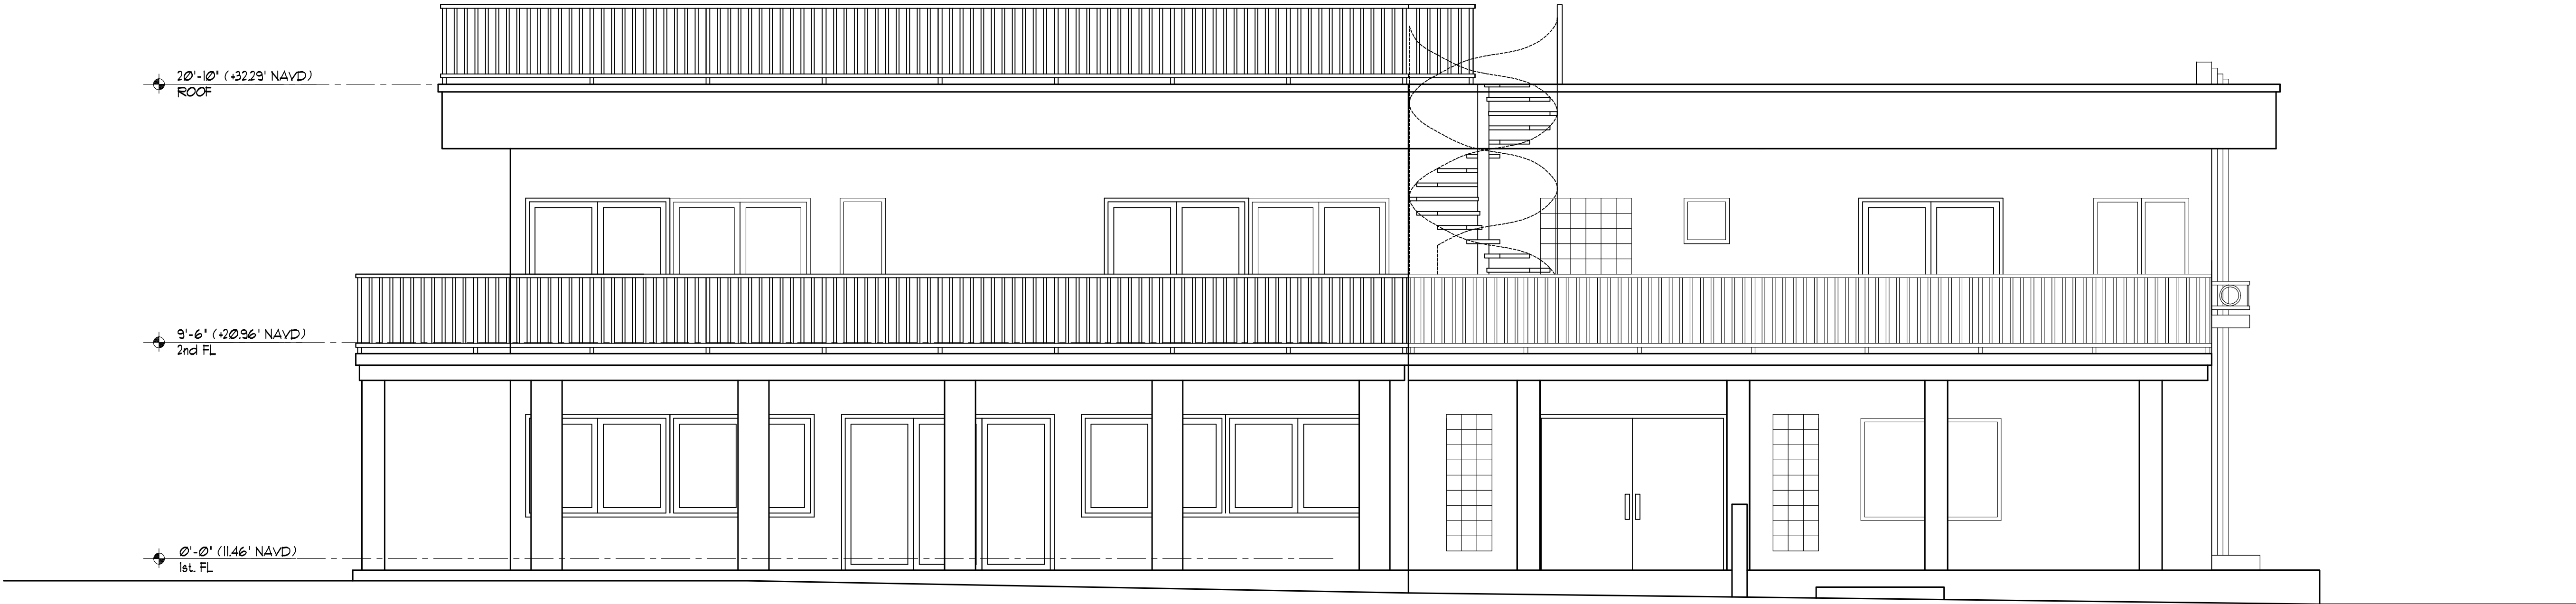 20'-10" (+32.29' NAVD)
ROOF
9'-6" (+20.96' NAVD)
2nd FL
0'-0" (11.46' NAVD)
1st. FL